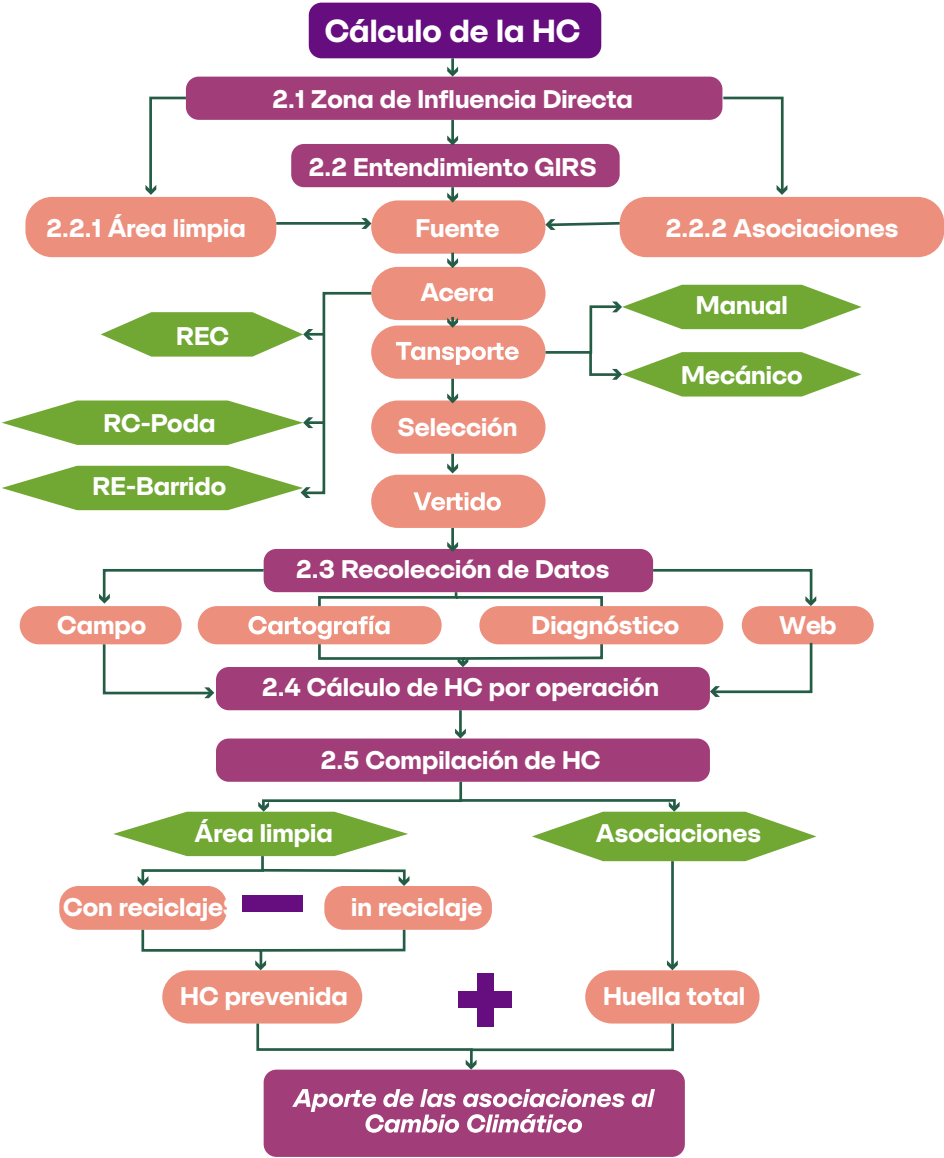 Cálculo de la HC
2.1 Zona de Influencia Directa
2.2 Entendimiento GIRS
2.2.1 Área limpia
Fuente
2.2.2 Asociaciones
Acera
Manual
REC
Tansporte
Mecánico
RC-Poda
Selección
RE-Barrido
Vertido
2.3 Recolección de Datos
Campo
Cartografía
Diagnóstico
Web
2.4 Cálculo de HC por operación
2.5 Compilación de HC
Área limpia
Asociaciones
Con reciclajes
in reciclaje
HC prevenida
Huella total
Aporte de las asociaciones al
Cambio Climático